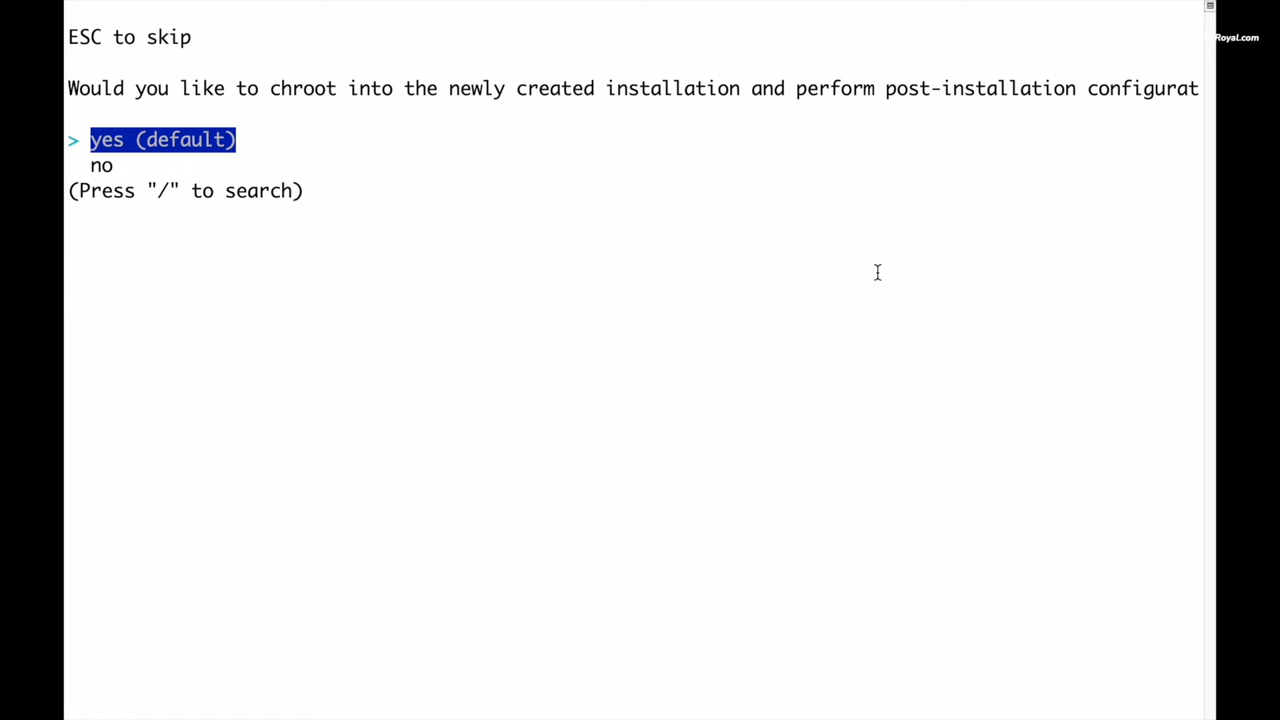 ESC to skip
Royal.com
Would you like to chroot into the newly created installation and perform post-installation configurat
> yes (default)
no
(Press "/" to search)